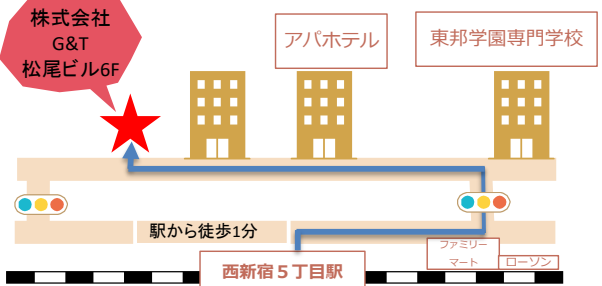 株式会社
G&T
松尾ビル6F
アパホテル
東邦学園専門学校
駅から徒歩1分
西新宿５丁目駅
ファミリー
マート
ローソン